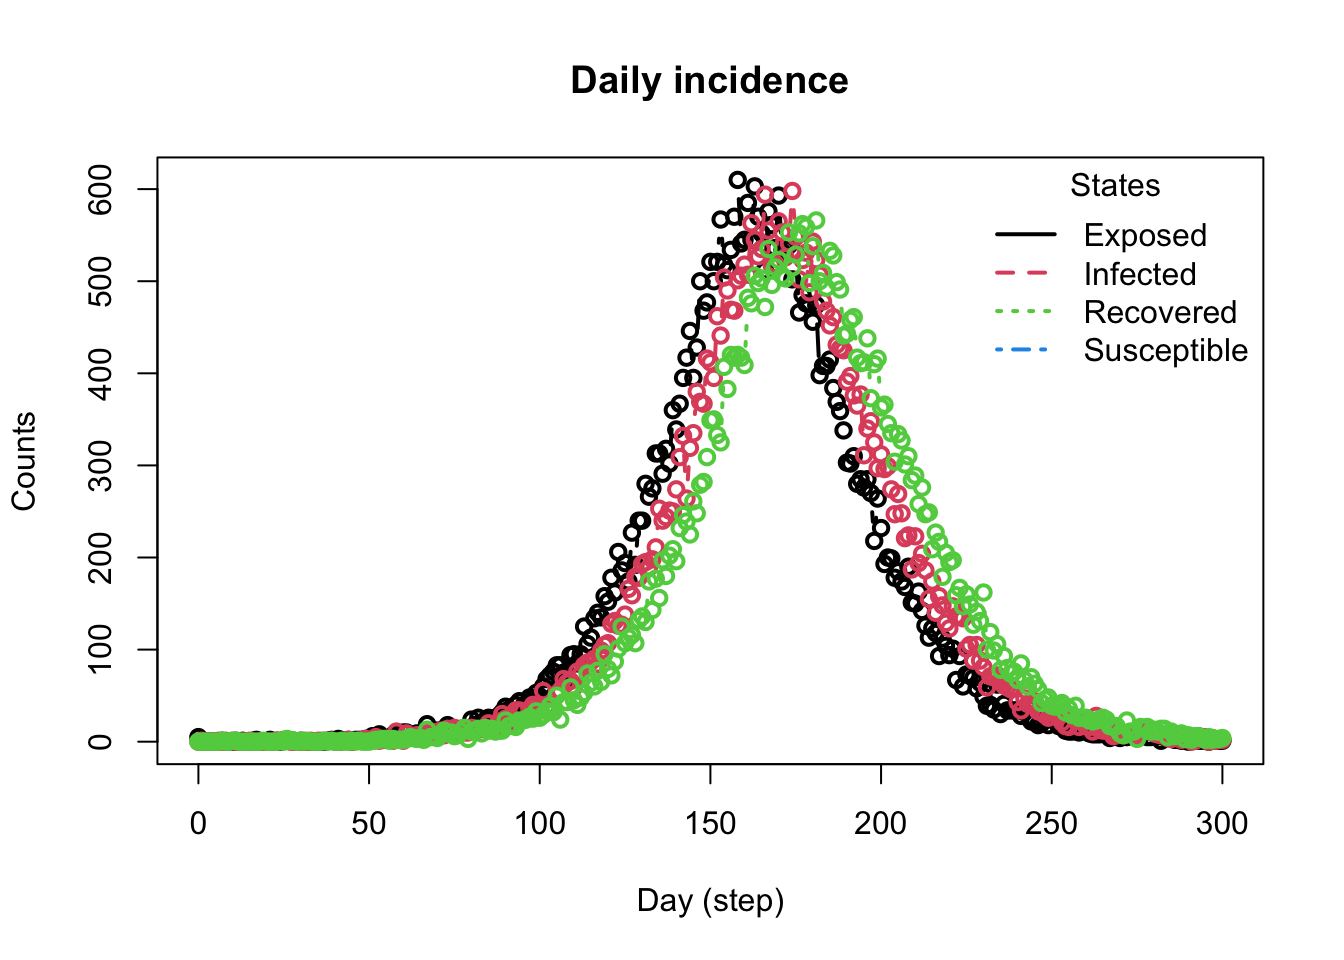 Daily incidence
States
Exposed
Infected
Recovered
Susceptible
Counts
0
100
200
300
400
500
600
0 50 100 150 200 250 300
Day (step)